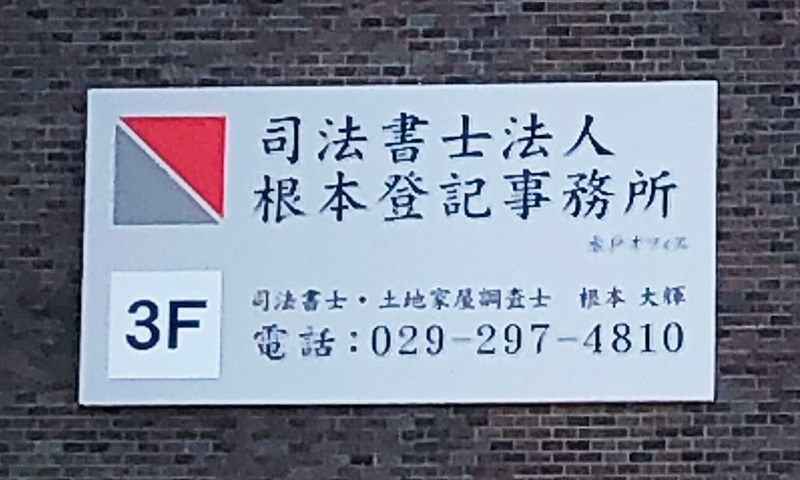 司法書士法人
根本登記事務所
水戸オフィス
3F
司法書士・土地家屋調査士 根本 大輝
電話：029-297-4810